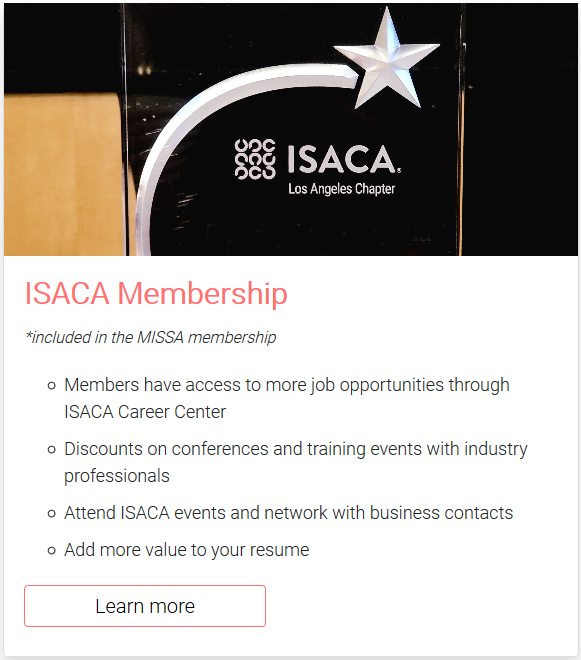 ISACA®
Los Angeles Chapter
ISACA Membership
*included in the MISSA membership
Members have access to more job opportunities through
ISACA Career Center
Discounts on conferences and training events with industry
professionals
Attend ISACA events and network with business contacts
Add more value to your resume
Learn more